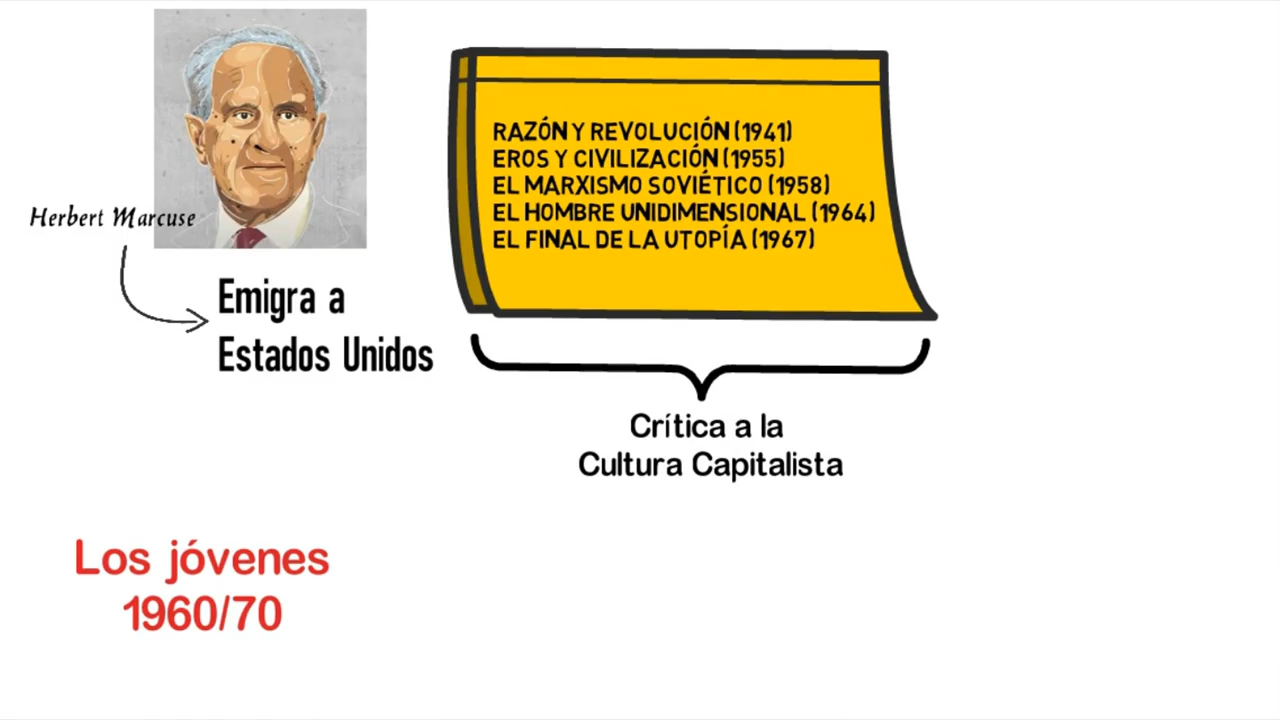 Herbert Marcuse
Emigra a
Estados Unidos
RAZÓN Y REVOLUCIÓN (1941)
EROS Y CIVILIZACIÓN (1955)
EL MARXISMO SOVIÉTICO (1958)
EL HOMBRE UNIDIMENSIONAL (1964)
EL FINAL DE LA UTOPÍA (1967)
Crítica a la
Cultura Capitalista
Los jóvenes
1960/70